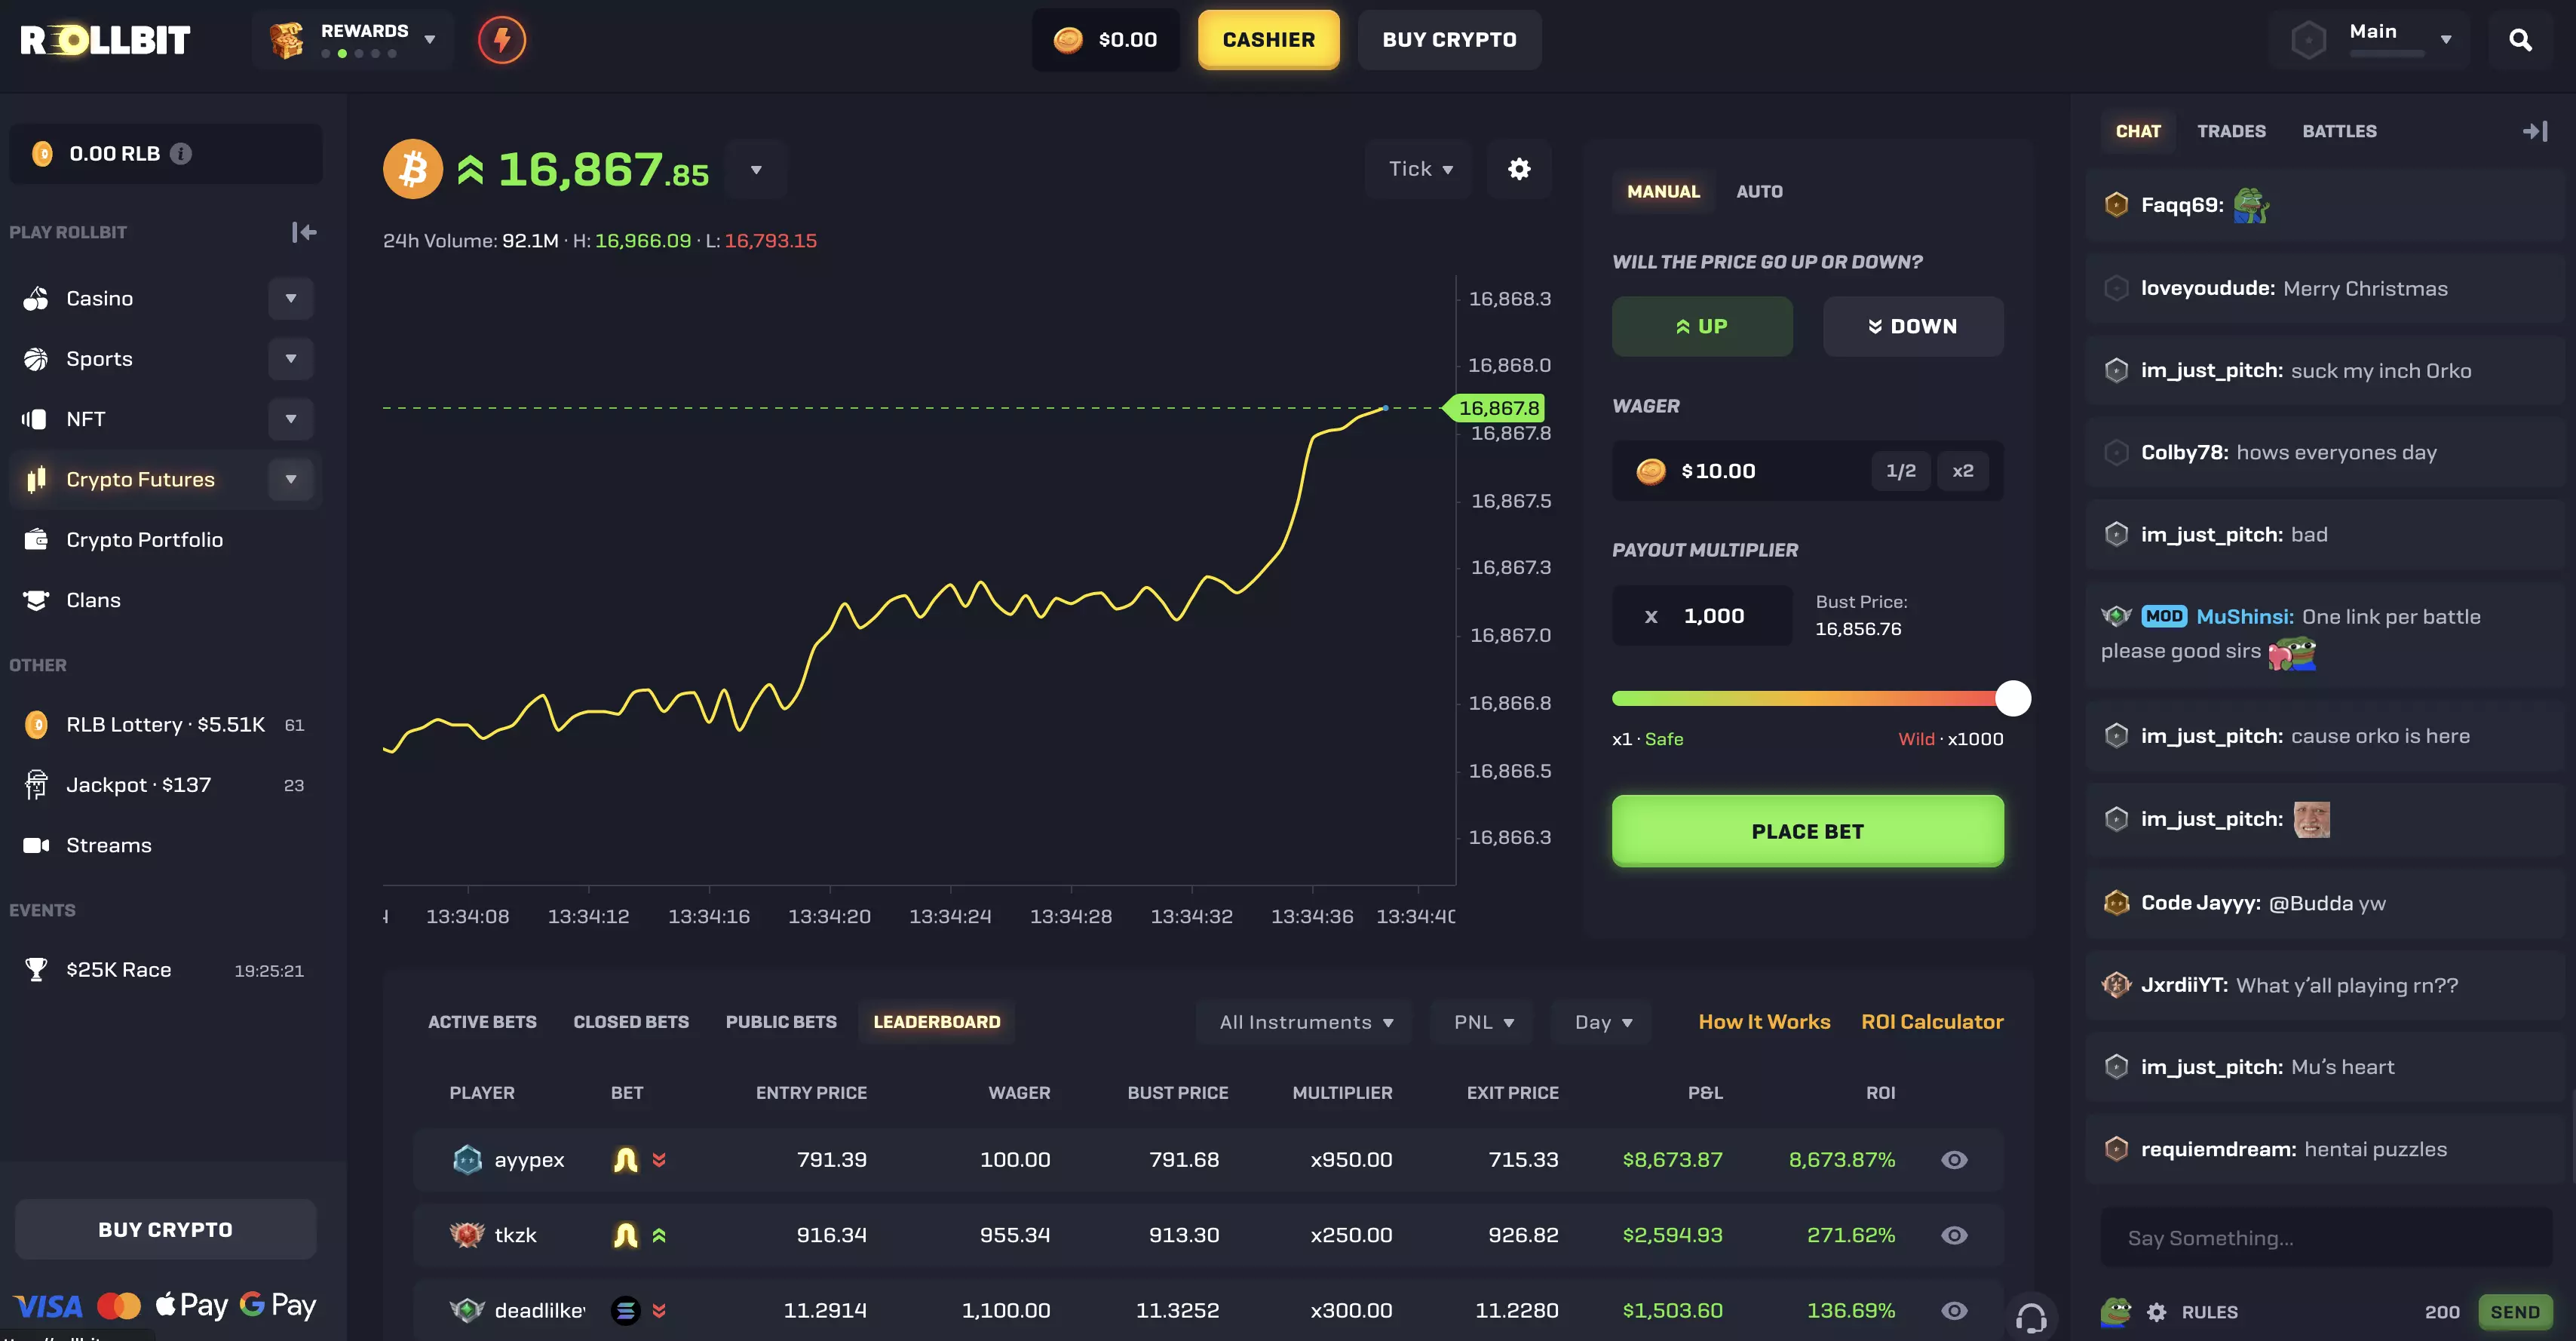 ROLLBIT
REWARDS
$0.00
CASHIER
BUY CRYPTO
Main
0.00 RLB
PLAY ROLLBIT
Casino
Sports
NFT
Crypto Futures
Crypto Portfolio
Clans
OTHER
RLB Lottery · $5.51K 61
Jackpot · $137 23
Streams
EVENTS
$25K Race 19:25:21
BUY CRYPTO
VISA Pay G Pay
16,867.85
Tick
24h Volume: 92.1M · H: 16,966.09 · L: 16,793.15
16,868.3
16,868.0
16,867.8
16,867.8
16,867.5
16,867.3
16,867.0
16,866.8
16,866.5
16,866.3
13:34:08 13:34:12 13:34:16 13:34:20 13:34:24 13:34:28 13:34:32 13:34:36 13:34:40
MANUAL AUTO
WILL THE PRICE GO UP OR DOWN?
UP DOWN
WAGER
$10.00 1/2 x2
PAYOUT MULTIPLIER
x 1,000
Bust Price:
16,856.76
x1 · Safe Wild · x1000
PLACE BET
ACTIVE BETS CLOSED BETS PUBLIC BETS LEADERBOARD All Instruments PNL Day How It Works ROI Calculator
PLAYER BET ENTRY PRICE WAGER BUST PRICE MULTIPLIER EXIT PRICE P&L ROI
ayypex 791.39 100.00 791.68 x950.00 715.33 $8,673.87 8,673.87%
tkzk 916.34 955.34 913.30 x250.00 926.82 $2,594.93 271.62%
deadlilke 11.2914 1,100.00 11.3252 x300.00 11.2280 $1,503.60 136.69%
CHAT TRADES BATTLES
Faqq69:
loveyoudude: Merry Christmas
im_just_pitch: suck my inch Orko
Colby78: hows everyones day
im_just_pitch: bad
MOD MuShinsi: One link per battle
please good sirs
im_just_pitch: cause orko is here
im_just_pitch:
Code Jayyy: @Budda yw
JxrdiiYT: What y'all playing rn??
im_just_pitch: Mu's heart
requiemdream: hentai puzzles
Say Something...
RULES 200 SEND